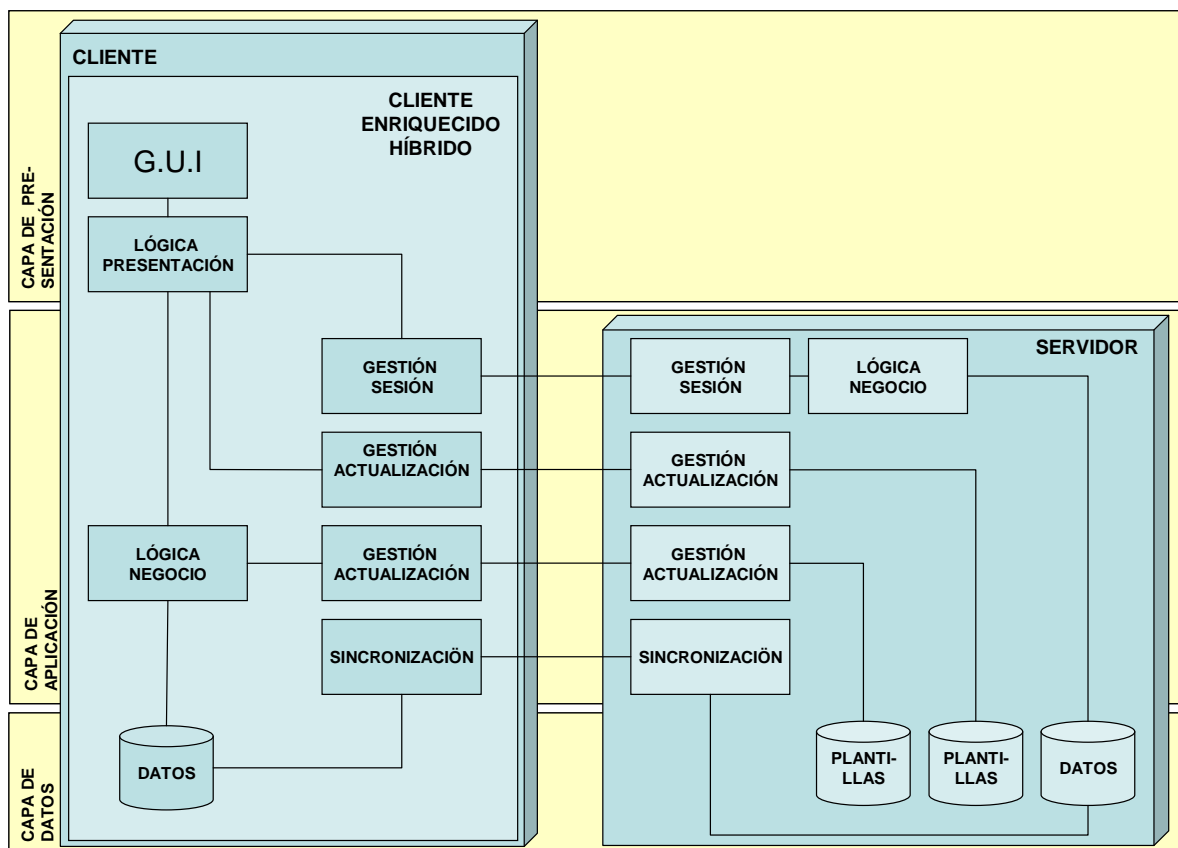 CLIENTE
CLIENTE
ENRIQUECIDO
HÍBRIDO
G.U.I
LÓGICA
PRESENTACIÓN
CAPA DE PRE-
SENTACIÓN
SERVIDOR
GESTIÓN
SESIÓN
GESTIÓN
SESIÓN
LÓGICA
NEGOCIO
GESTIÓN
ACTUALIZACIÓN
GESTIÓN
ACTUALIZACIÓN
LÓGICA
NEGOCIO
GESTIÓN
ACTUALIZACIÓN
GESTIÓN
ACTUALIZACIÓN
SINCRONIZACIÖN
SINCRONIZACIÖN
CAPA DE
APLICACIÓN
DATOS
PLANTI-
LLAS
PLANTI-
LLAS
DATOS
CAPA DE
DATOS